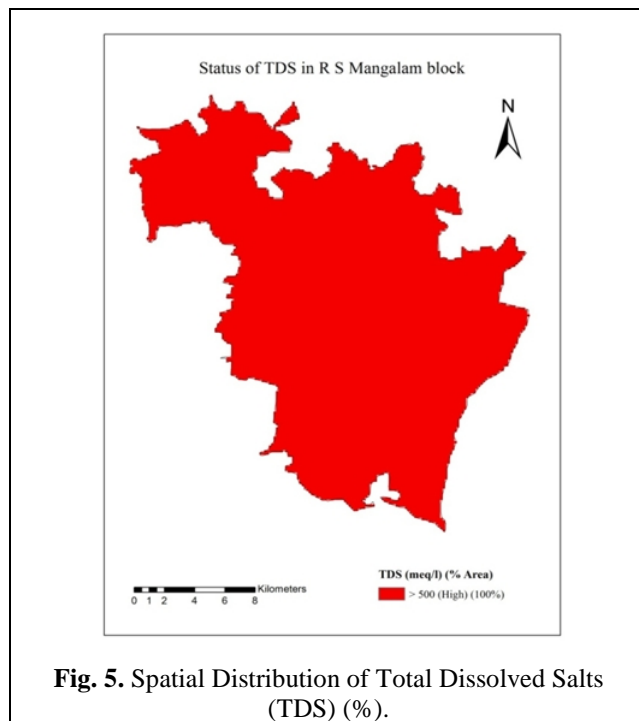 Status of TDS in R S Mangalam block
N
Kilometers
0 1 2 4 6 8
TDS (meq/l) (% Area)
> 500 (High) (100%)
Fig. 5. Spatial Distribution of Total Dissolved Salts
(TDS) (%).